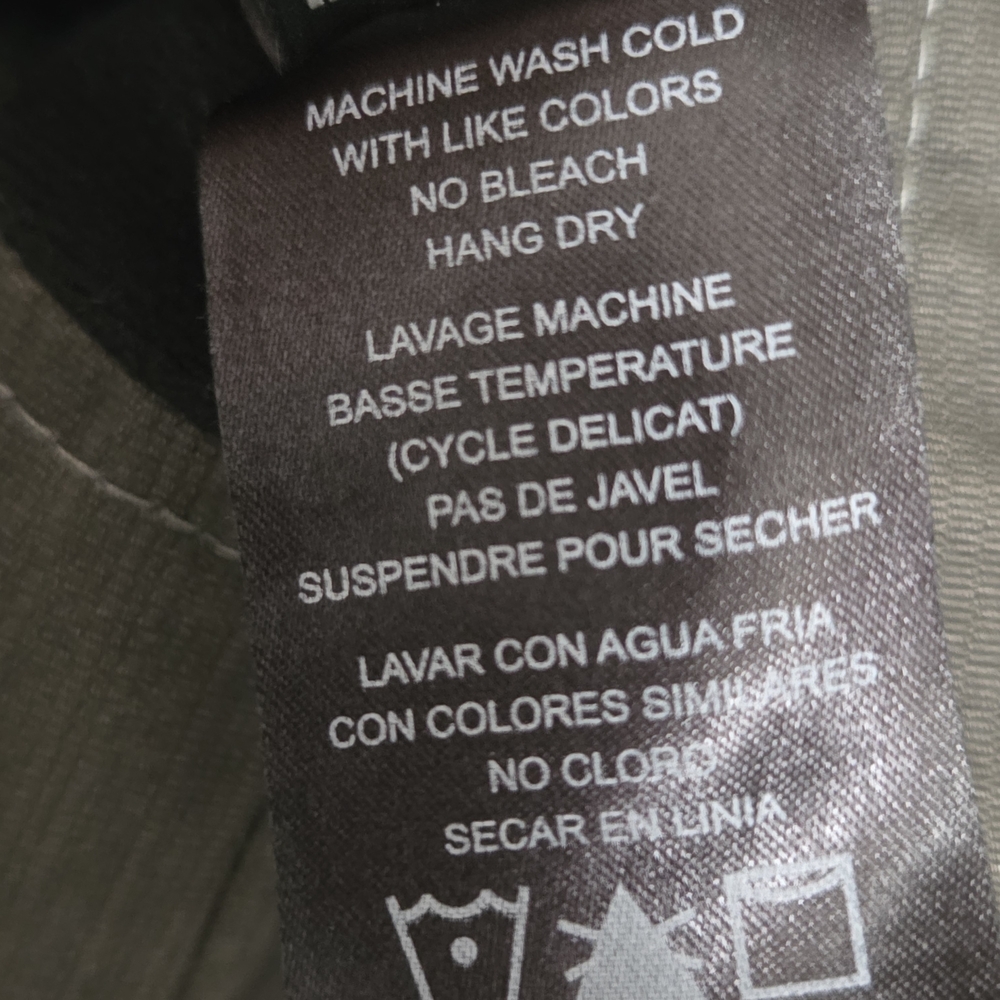 MACHINE WASH COLD
WITH LIKE COLORS
NO BLEACH
HANG DRY
LAVAGE MACHINE
BASSE TEMPERATURE
(CYCLE DELICAT)
PAS DE JAVEL
SUSPENDRE POUR SECHER
LAVAR CON AGUA FRIA
CON COLORES SIMILARES
NO CLORO
SECAR EN LINIA